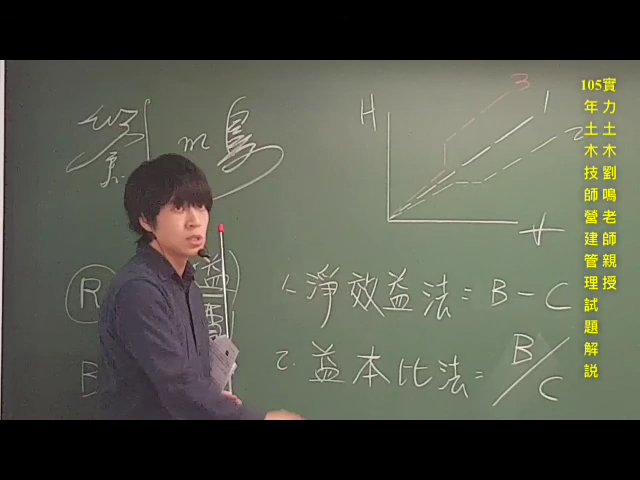 實力土木劉鳴老師親授
105年土木技師營建管理試題解說
劉 m 鳴
H
3
1
2
R
益
1. 淨效益法 = B - C
B
2. 益本比法 = B/C